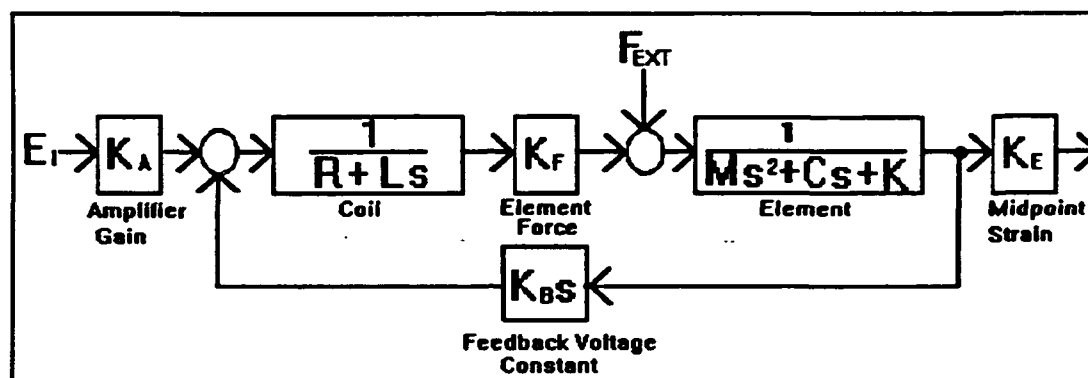 F_EXT
E_I
K_A
1
R + Ls
K_F
1
Ms²+Cs+K
K_E
Amplifier
Gain
Coil
Element
Force
Element
Midpoint
Strain
K_Bs
Feedback Voltage
Constant